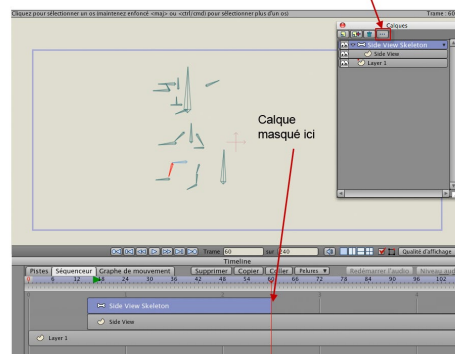 Cliquez pour sélectionner un os (maintenez enfoncé <maj> ou <ctrl/cmd) pour sélectionner plus d'un os)
Trame : 60
Calques
Side View Skeleton
Side View
Layer 1
Calque
masqué ici
Trame 60 sur 240
Qualité d'affichage
Timeline
Pistes Séquenceur Graphe de mouvement Supprimer Copier Coller Pelures Redémarrer l'audio Niveau aud
6 12 18 24 30 36 42 48 54 60 66 72 78 84 90 96 102
Side View Skeleton
Side View
Layer 1